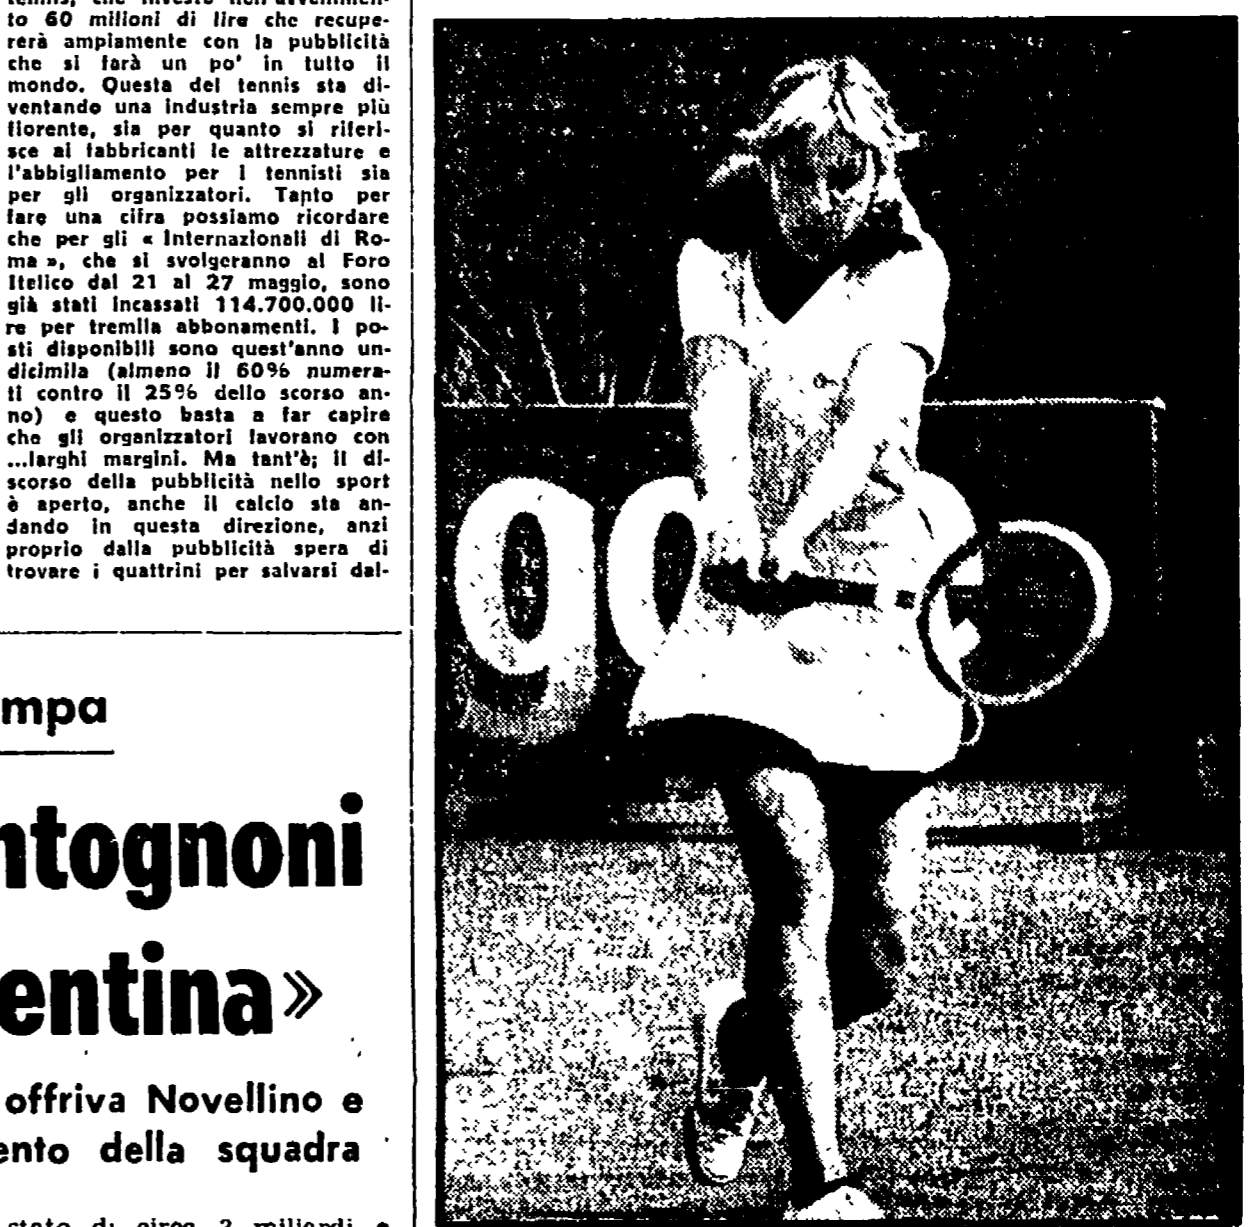 tennis, che investe nell'avvenimen-
to 60 milioni di lire che recupe-
rerà ampiamente con la pubblicità
che si farà un po' in tutto il
mondo. Questa del tennis sta di-
ventando una industria sempre più
fiorente, sia per quanto si riferi-
sce ai fabbricanti le attrezzature e
l'abbigliamento per i tennisti sia
per gli organizzatori. Tanto per
fare una cifra possiamo ricordare
che per gli « Internazionali di Ro-
ma », che si svolgeranno al Foro
Itelico dal 21 al 27 maggio, sono
già stati incassati 114.700.000 li-
re per tremila abbonamenti. I po-
sti disponibili sono quest'anno un-
dicimila (almeno il 60% numera-
ti contro il 25% dello scorso an-
no) e questo basta a far capire
che gli organizzatori lavorano con
...larghi margini. Ma tant'è; il di-
scorso della pubblicità nello sport
è aperto, anche il calcio sta an-
dando in questa direzione, anzi
proprio dalla pubblicità spera di
trovare i quattrini per salvarsi dal-
mpa
ntognoni
entina»
offriva Novellino e
ento della squadra
stato di circa 2 miliardi e